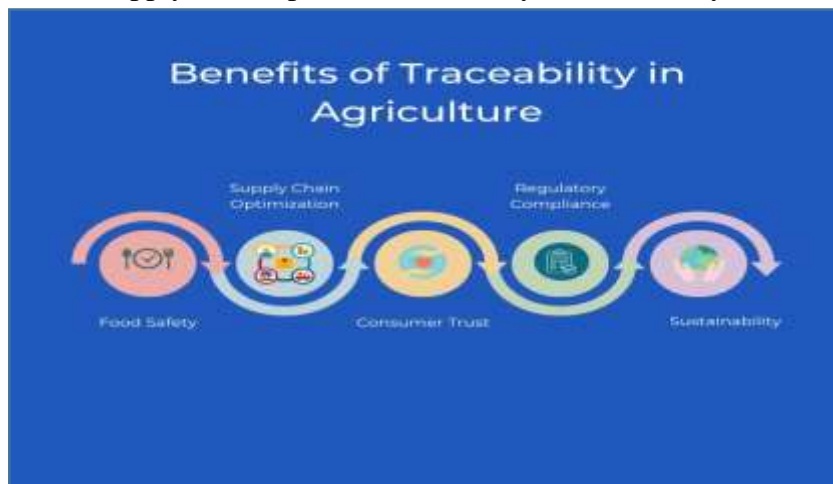 Benefits of Traceability in
Agriculture
Supply Chain
Optimization
Regulatory
Compliance
Food Safety
Consumer Trust
Sustainability